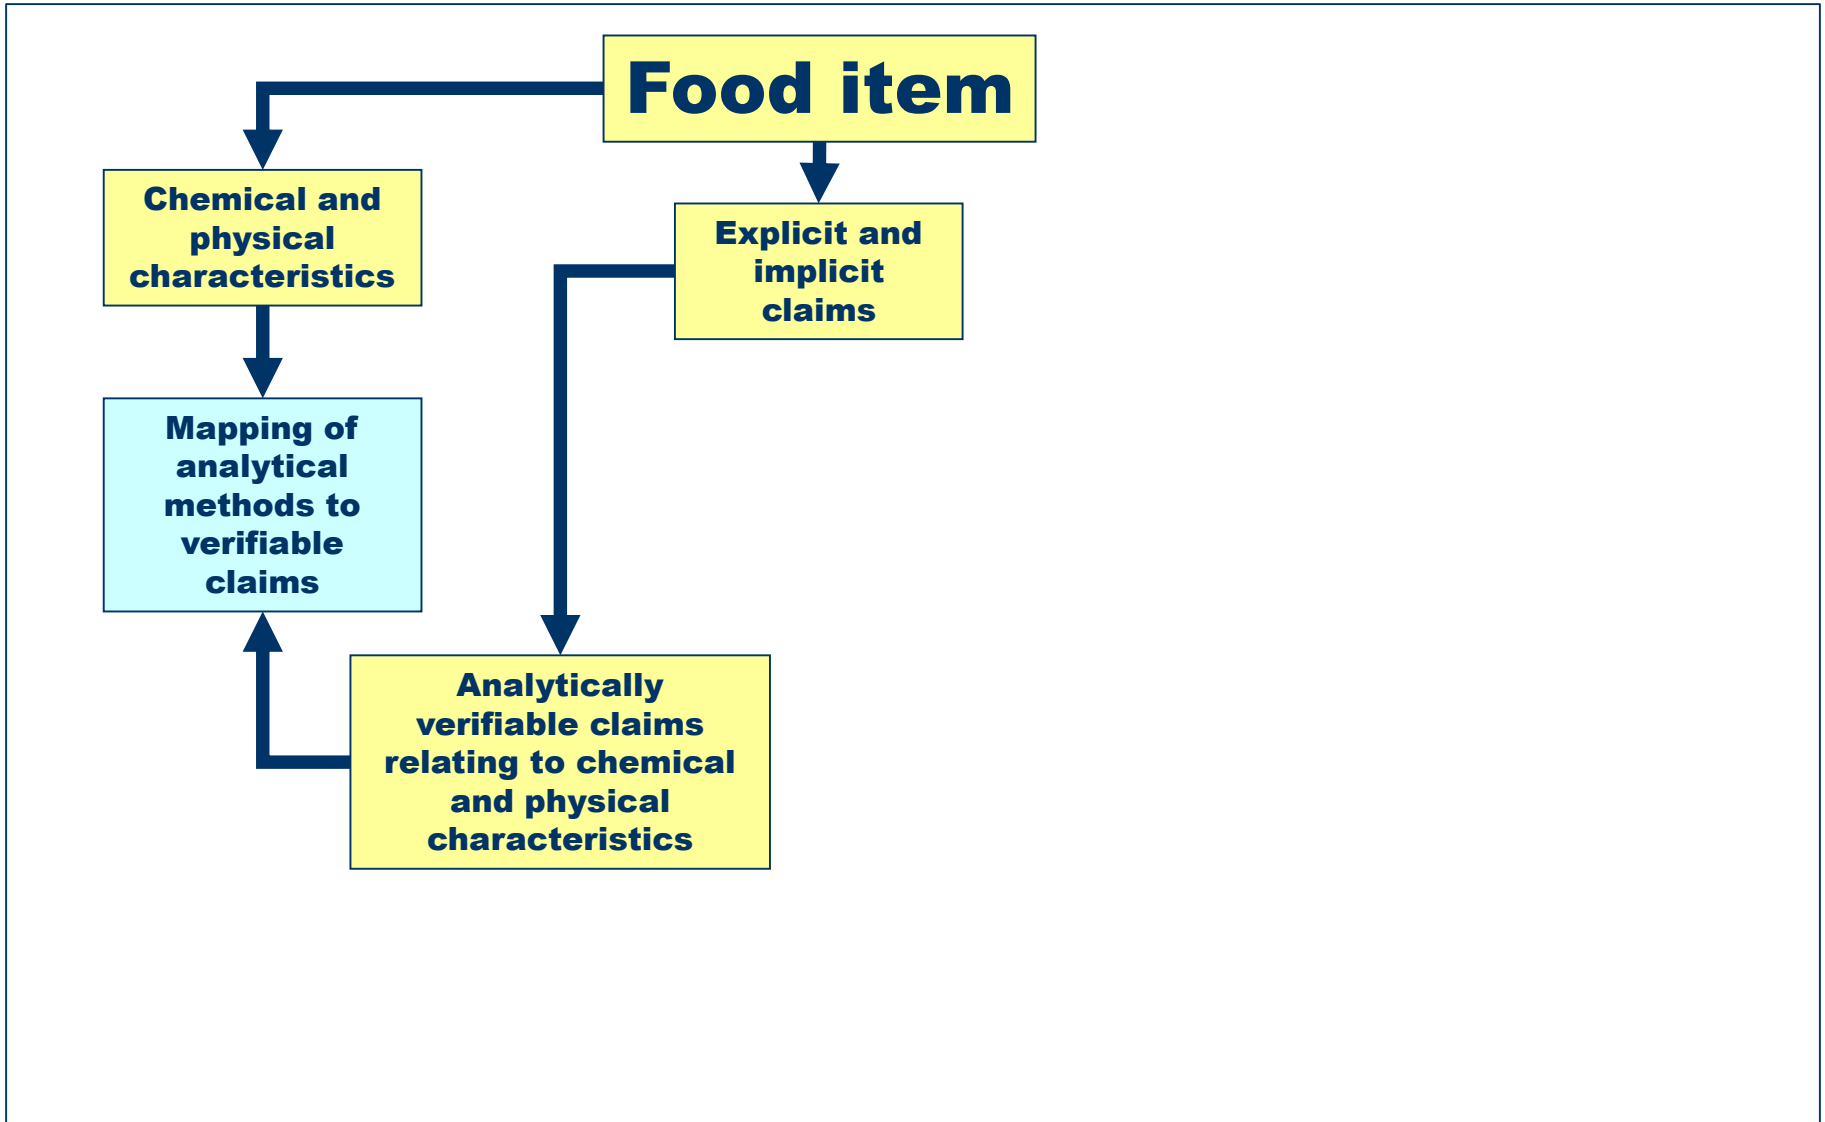 Food item
Chemical and
physical
characteristics
Explicit and
implicit
claims
Mapping of
analytical
methods to
verifiable
claims
Analytically
verifiable claims
relating to chemical
and physical
characteristics